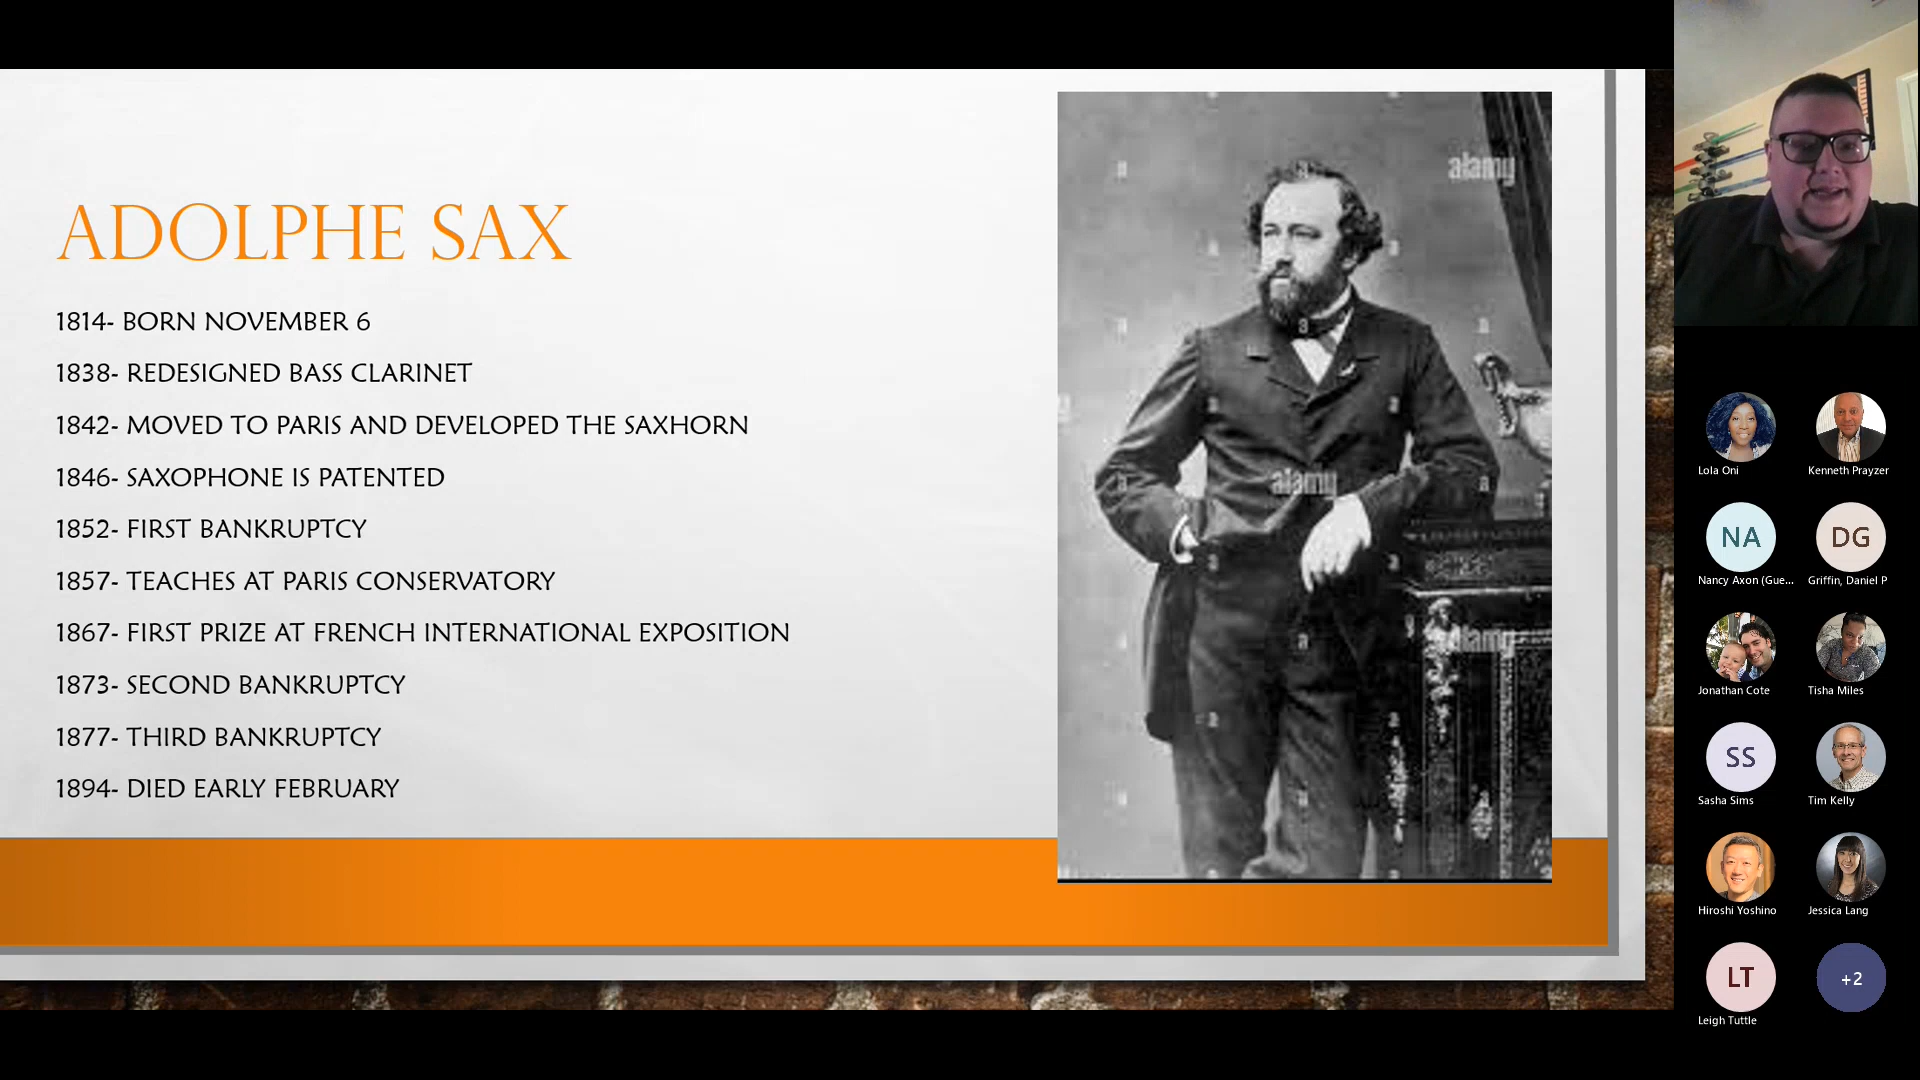 ADOLPHE SAX
1814- BORN NOVEMBER 6
1838- REDESIGNED BASS CLARINET
1842- MOVED TO PARIS AND DEVELOPED THE SAXHORN
1846- SAXOPHONE IS PATENTED
1852- FIRST BANKRUPTCY
1857- TEACHES AT PARIS CONSERVATORY
1867- FIRST PRIZE AT FRENCH INTERNATIONAL EXPOSITION
1873- SECOND BANKRUPTCY
1877- THIRD BANKRUPTCY
1894- DIED EARLY FEBRUARY
alamy
alamy
alamy
Lola Oni
Kenneth Prayzer
NA
DG
Nancy Axon (Gue...
Griffin, Daniel P
Jonathan Cote
Tisha Miles
SS
Sasha Sims
Tim Kelly
Hiroshi Yoshino
Jessica Lang
LT
+2
Leigh Tuttle